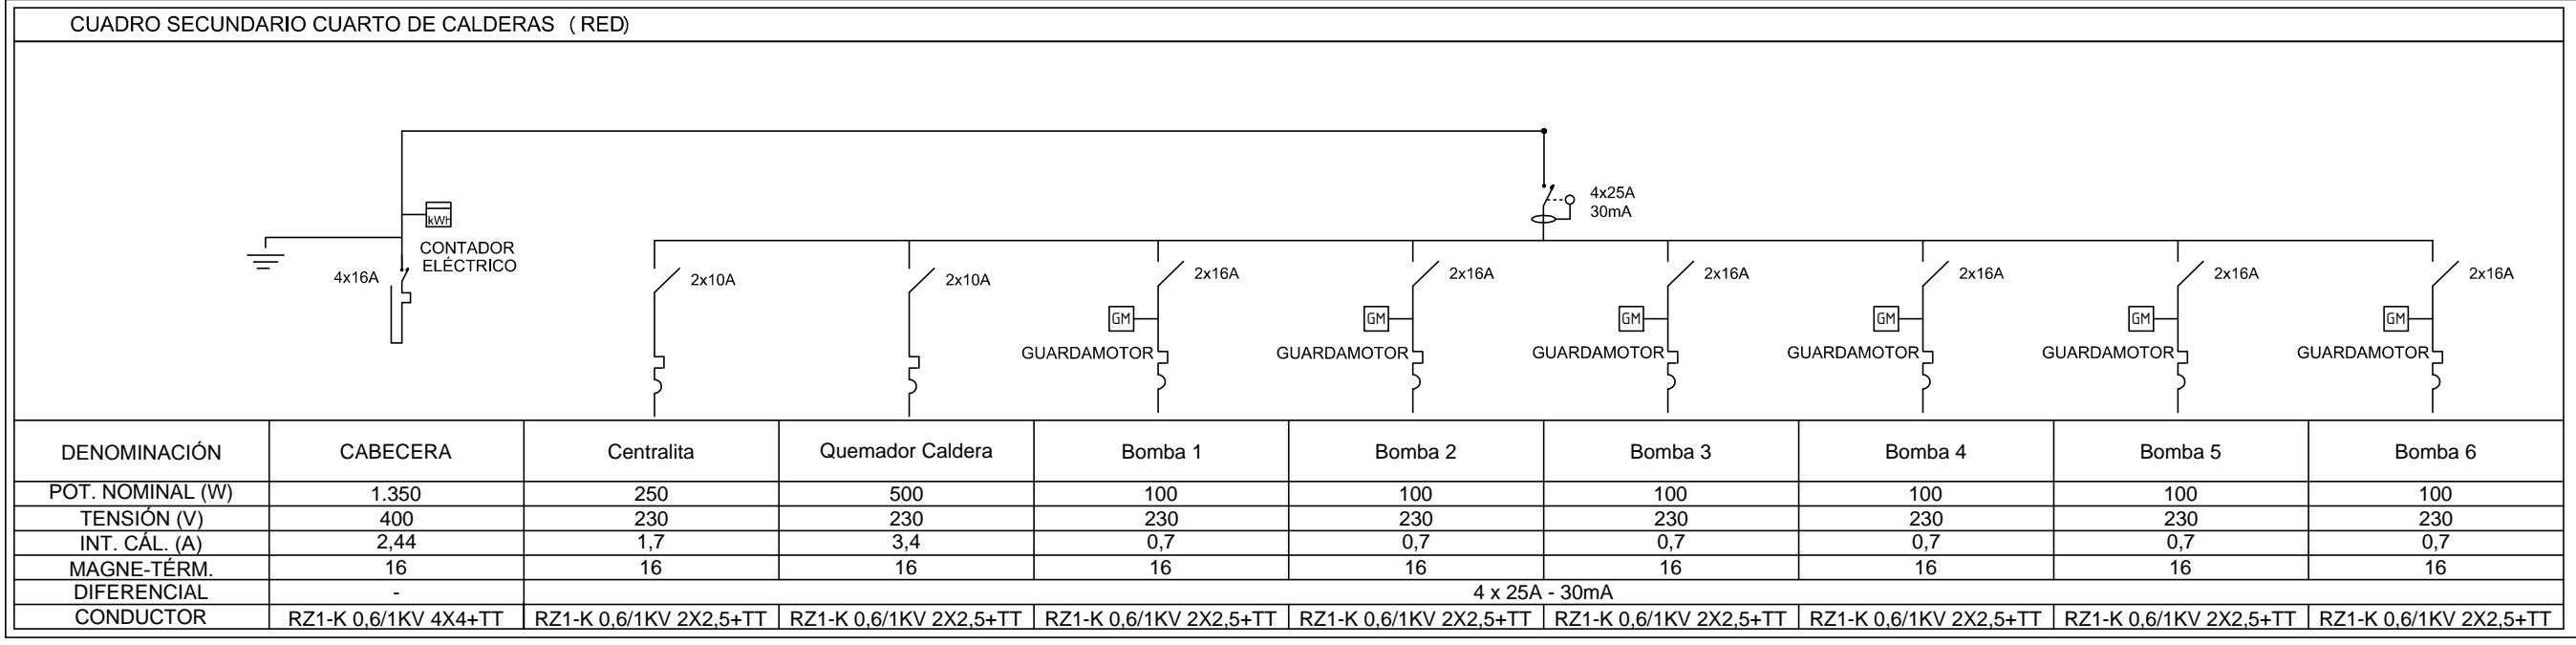 CUADRO SECUNDARIO CUARTO DE CALDERAS ( RED)
4x25A
30mA
kWh
CONTADOR
ELÉCTRICO
4x16A
2x10A
2x10A
2x16A
2x16A
2x16A
2x16A
2x16A
2x16A
GM
GM
GM
GM
GM
GM
GUARDAMOTOR
GUARDAMOTOR
GUARDAMOTOR
GUARDAMOTOR
GUARDAMOTOR
GUARDAMOTOR
DENOMINACIÓN CABECERA Centralita Quemador Caldera Bomba 1 Bomba 2 Bomba 3 Bomba 4 Bomba 5 Bomba 6
POT. NOMINAL (W) 1.350 250 500 100 100 100 100 100 100
TENSIÓN (V) 400 230 230 230 230 230 230 230 230
INT. CÁL. (A) 2,44 1,7 3,4 0,7 0,7 0,7 0,7 0,7 0,7
MAGNE-TÉRM. 16 16 16 16 16 16 16 16 16
DIFERENCIAL - 4 x 25A - 30mA
CONDUCTOR RZ1-K 0,6/1KV 4X4+TT RZ1-K 0,6/1KV 2X2,5+TT RZ1-K 0,6/1KV 2X2,5+TT RZ1-K 0,6/1KV 2X2,5+TT RZ1-K 0,6/1KV 2X2,5+TT RZ1-K 0,6/1KV 2X2,5+TT RZ1-K 0,6/1KV 2X2,5+TT RZ1-K 0,6/1KV 2X2,5+TT RZ1-K 0,6/1KV 2X2,5+TT